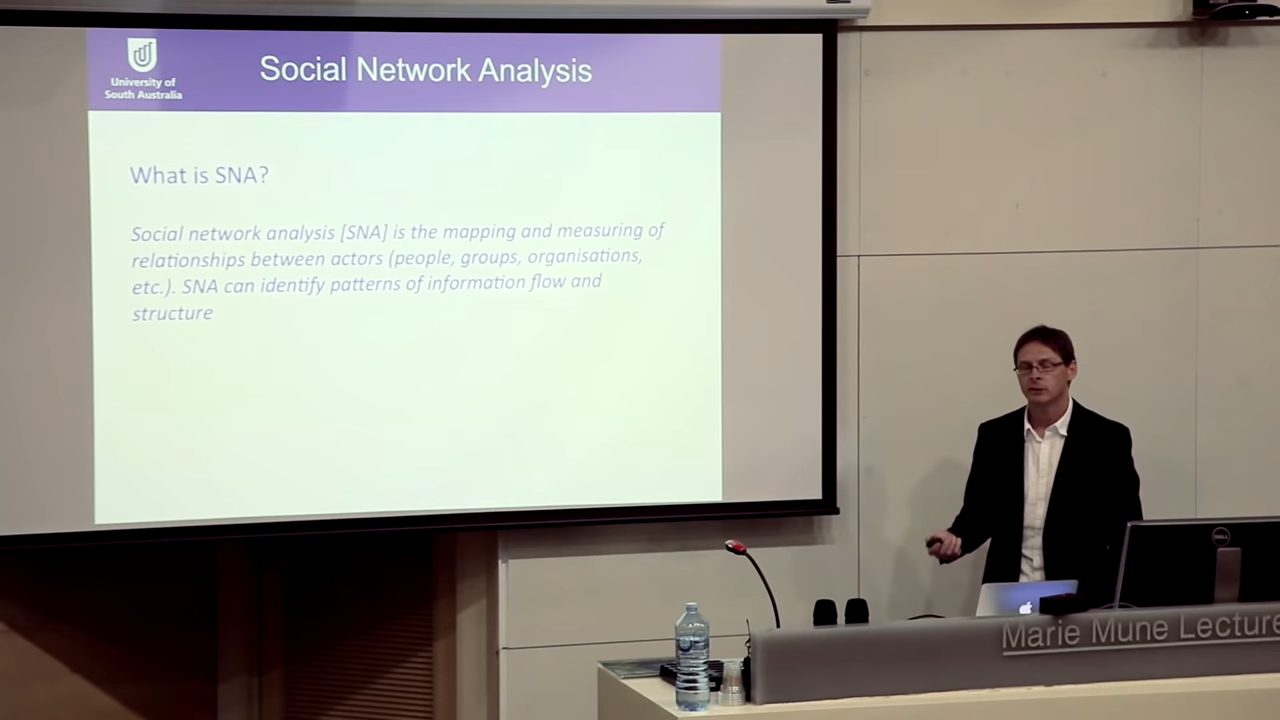 University of
South Australia
Social Network Analysis
What is SNA?
Social network analysis [SNA] is the mapping and measuring of
relationships between actors (people, groups, organisations,
etc.). SNA can identify patterns of information flow and
structure
DELL
Marie Mune Lecture